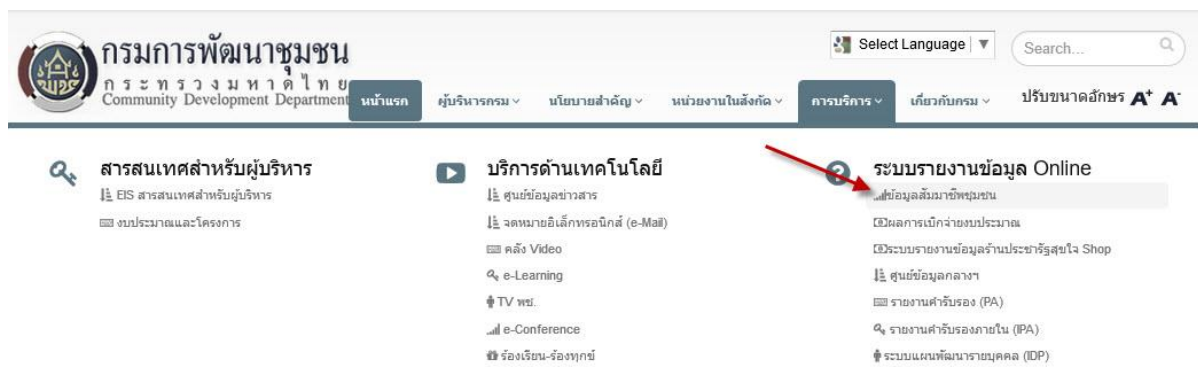 กรมการพัฒนาชุมชน
กระทรวงมหาดไทย
Community Development Department
Select Language ▼
Search...
หน้าแรก
ผู้บริหารกรม
นโยบายสำคัญ
หน่วยงานในสังกัด
การบริการ
เกี่ยวกับกรม
ปรับขนาดอักษร A+ A-
สารสนเทศสำหรับผู้บริหาร
EIS สารสนเทศสำหรับผู้บริหาร
งบประมาณและโครงการ
บริการด้านเทคโนโลยี
ศูนย์ข้อมูลข่าวสาร
จดหมายอิเล็กทรอนิกส์ (e-Mail)
คลัง Video
e-Learning
TV พช.
e-Conference
ร้องเรียน-ร้องทุกข์
ระบบรายงานข้อมูล Online
ข้อมูลสัมมาชีพชุมชน
ผลการเบิกจ่ายงบประมาณ
ระบบรายงานข้อมูลร้านประชารัฐสุขใจ Shop
ศูนย์ข้อมูลกลางฯ
รายงานคำรับรอง (PA)
รายงานคำรับรองภายใน (IPA)
ระบบแผนพัฒนารายบุคคล (IDP)